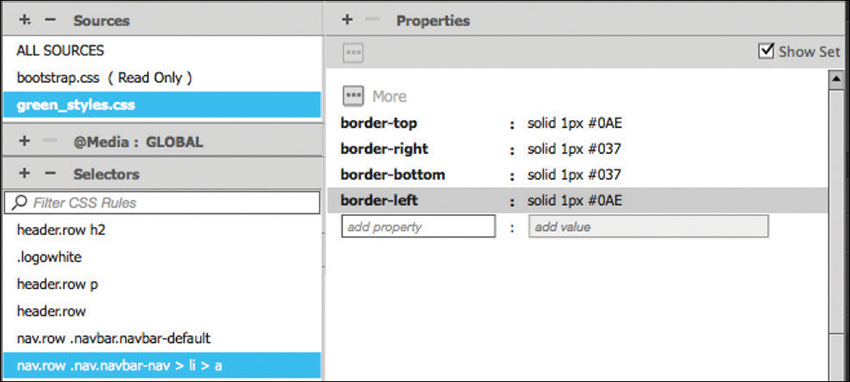 Sources
ALL SOURCES
bootstrap.css ( Read Only )
green_styles.css
@Media : GLOBAL
Selectors
Filter CSS Rules
header.row h2
.logowhite
header.row p
header.row
nav.row .navbar.navbar-default
nav.row .nav.navbar-nav > li > a
Properties
Show Set
More
border-top : solid 1px #0AE
border-right : solid 1px #037
border-bottom : solid 1px #037
border-left : solid 1px #0AE
add property : add value